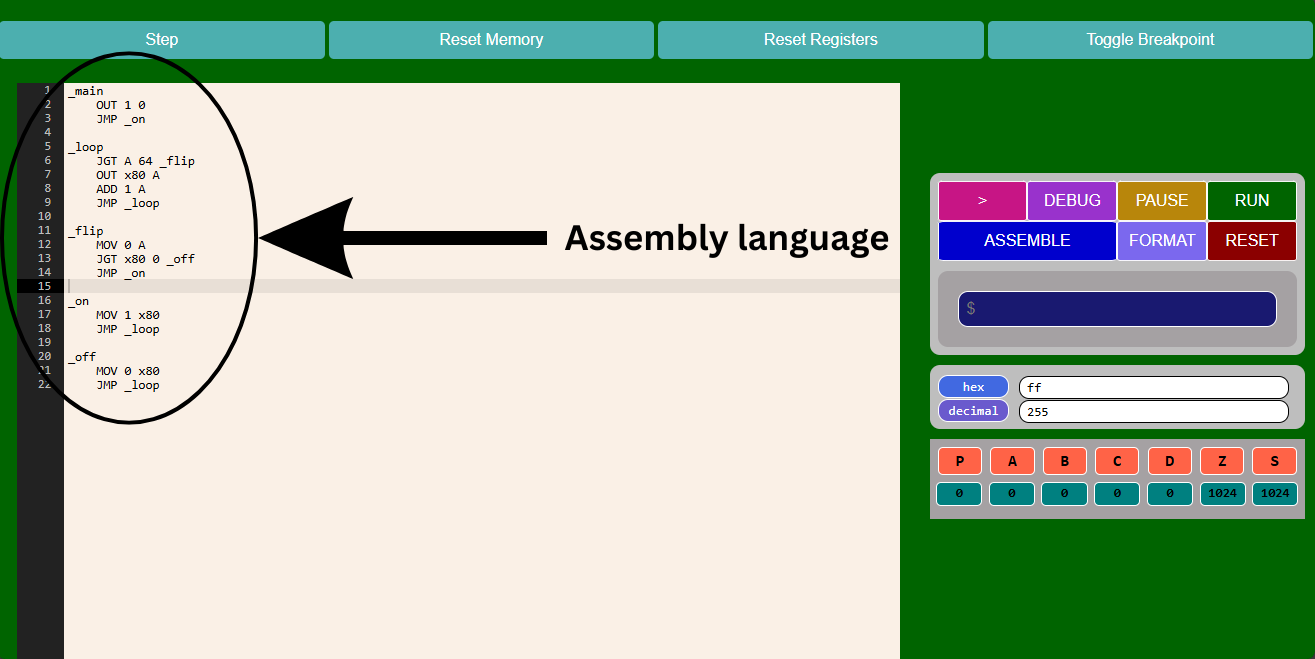 Step Reset Memory Reset Registers Toggle Breakpoint
1 _main
2 OUT 1 0
3 JMP _on
4
5 _loop
6 JGT A 64 _flip
7 OUT x80 A
8 ADD 1 A
9 JMP _loop
10
11 _flip
12 MOV 0 A
13 JGT x80 0 _off
14 JMP _on
15
16 _on
17 MOV 1 x80
18 JMP _loop
19
20 _off
21 MOV 0 x80
22 JMP _loop
Assembly language
> DEBUG PAUSE RUN
ASSEMBLE FORMAT RESET
$
hex ff
decimal 255
P A B C D Z S
0 0 0 0 0 1024 1024